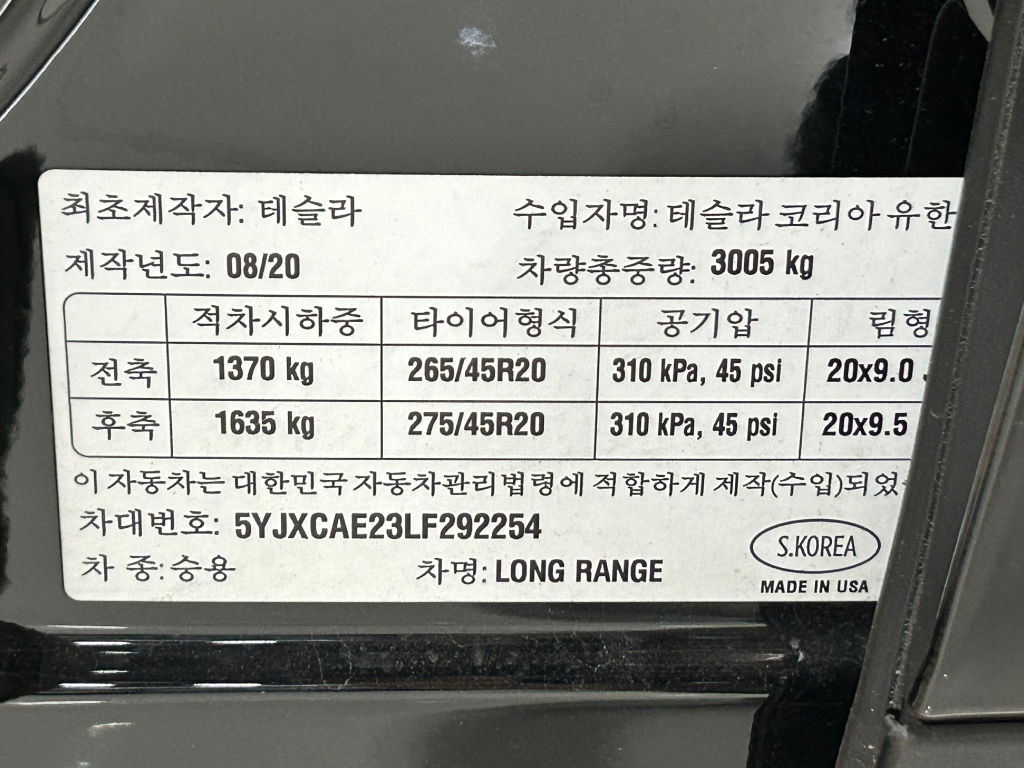 최초제작자: 테슬라 수입자명: 테슬라 코리아 유한
제작년도: 08/20 차량총중량: 3005 kg
적차시하중 타이어형식 공기압 림형
전축 1370 kg 265/45R20 310 kPa, 45 psi 20x9.0
후축 1635 kg 275/45R20 310 kPa, 45 psi 20x9.5
이 자동차는 대한민국 자동차관리법령에 적합하게 제작(수입)되었
차대번호: 5YJXCAE23LF292254
S.KOREA
차 종: 승용 차명: LONG RANGE
MADE IN USA